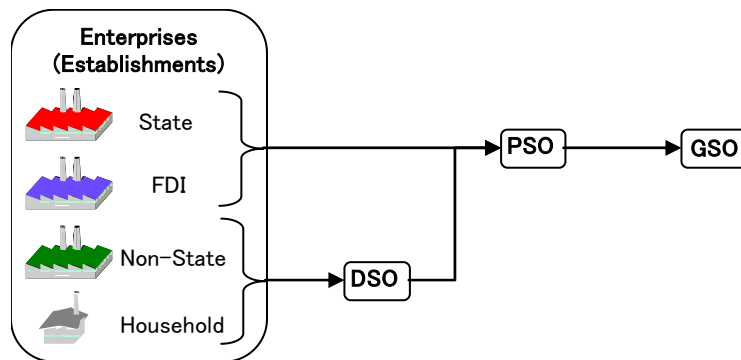 Enterprises
(Establishments)
State
FDI
Non-State
Household
DSO
PSO
GSO